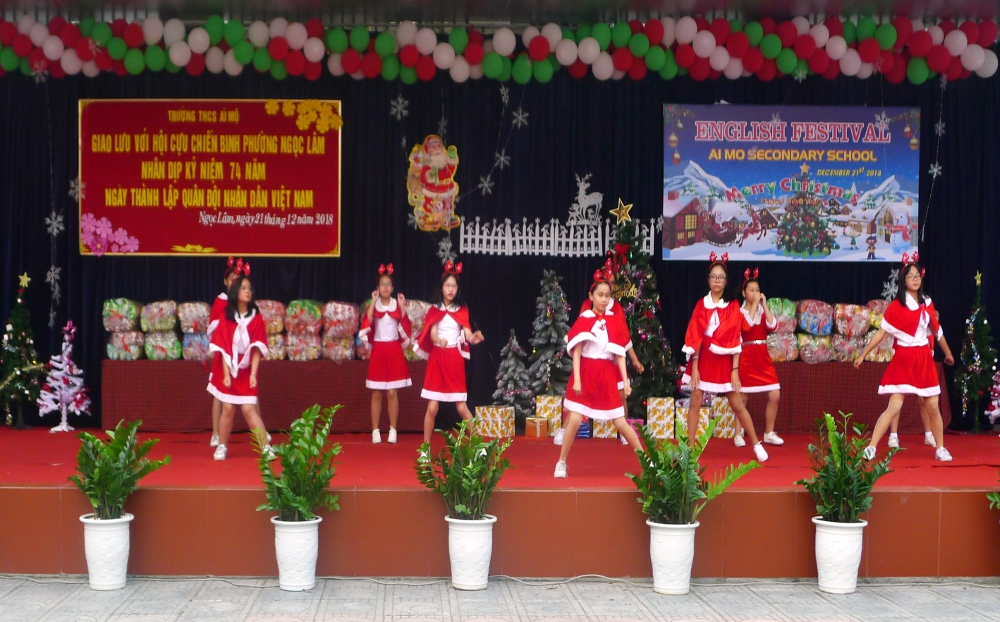 TRƯỜNG THCS ÁI MỘ
GIAO LƯU VỚI HỘI CỰU CHIẾN BINH PHƯỜNG NGỌC LÂM
NHÂN DỊP KỶ NIỆM 74 NĂM
NGÀY THÀNH LẬP QUÂN ĐỘI NHÂN DÂN VIỆT NAM
Ngọc Lâm, ngày 21 tháng 12 năm 2018
ENGLISH FESTIVAL
AI MO SECONDARY SCHOOL
DECEMBER 21st 2018
Merry Christmas
Happy New Year